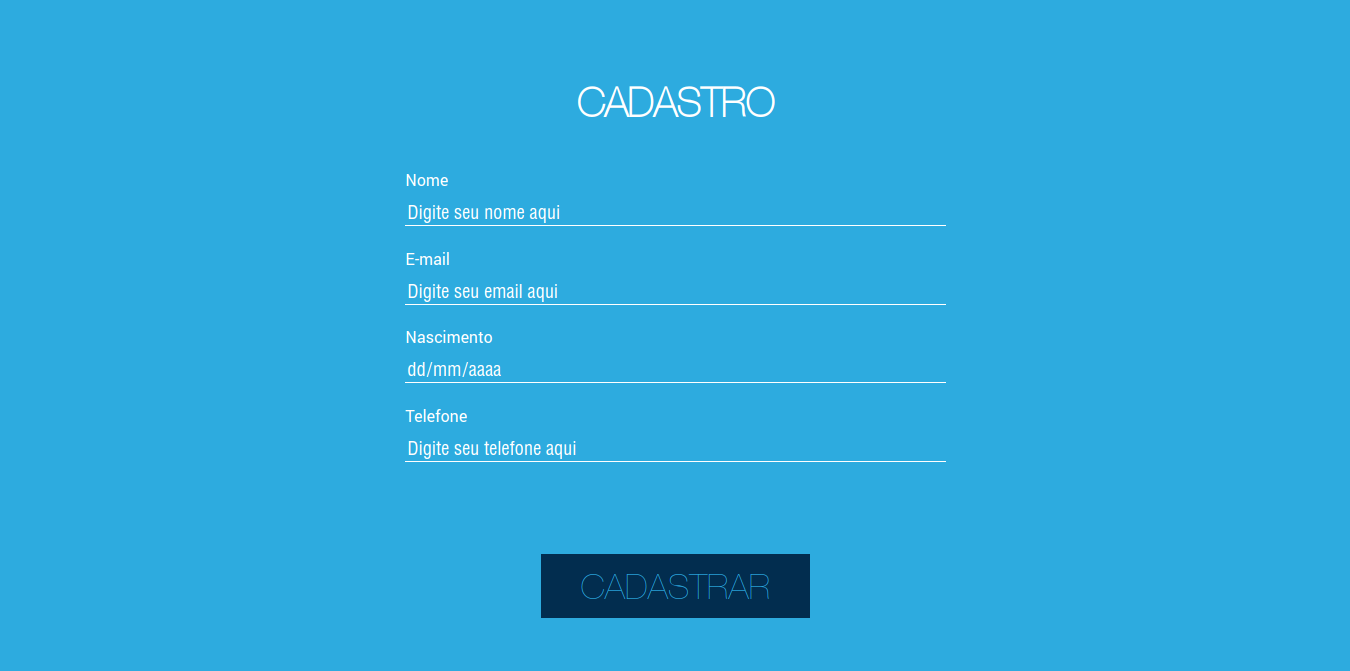 CADASTRO
Nome
Digite seu nome aqui
E-mail
Digite seu email aqui
Nascimento
dd/mm/aaaa
Telefone
Digite seu telefone aqui
CADASTRAR